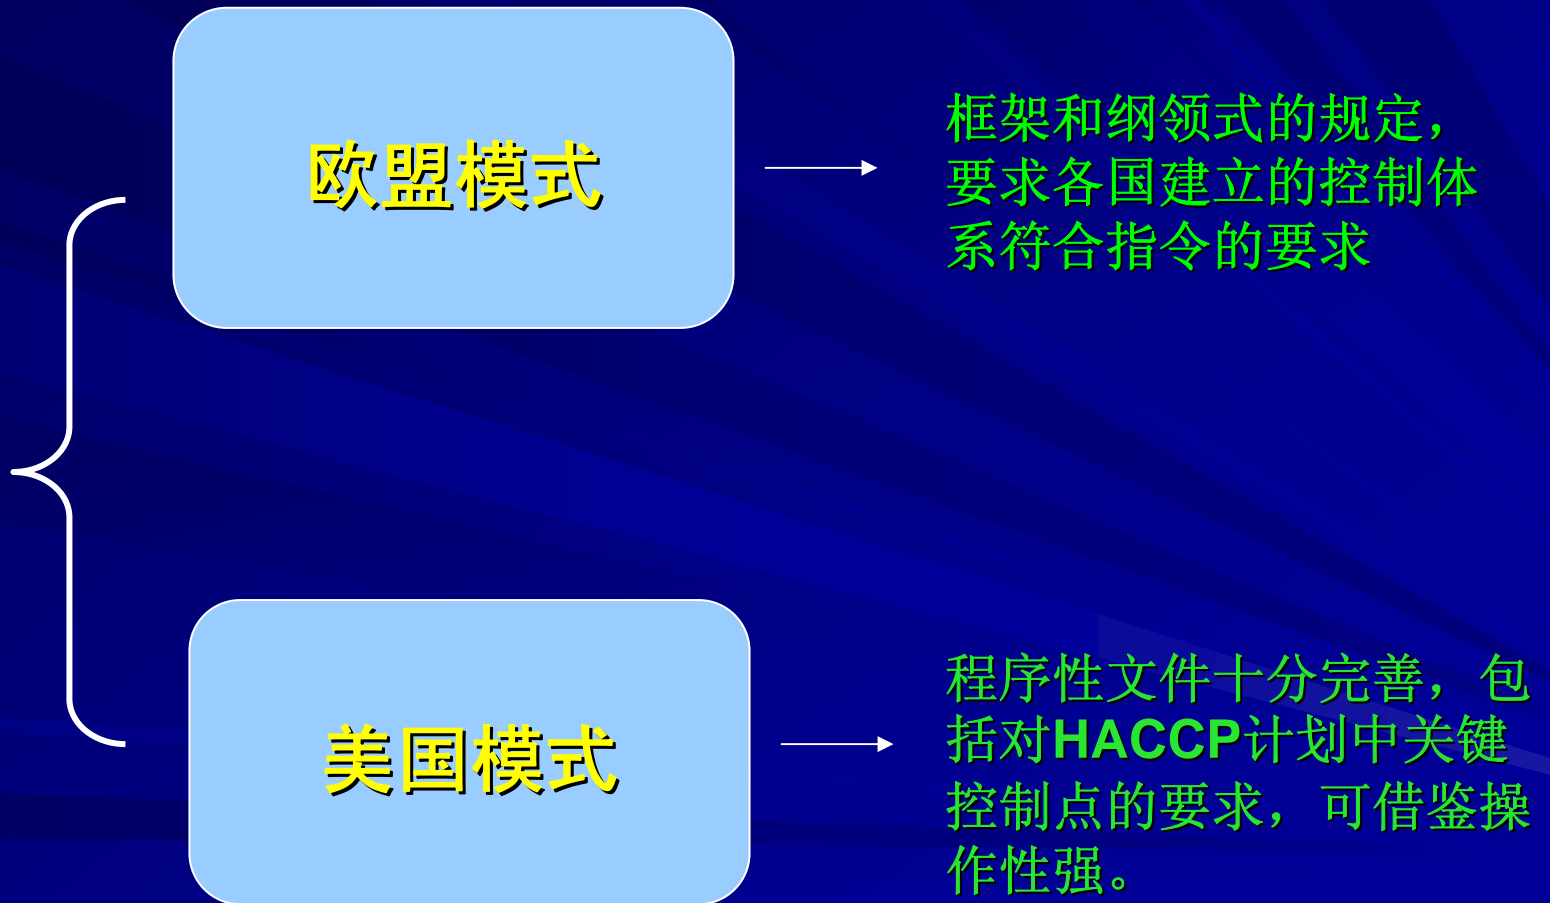 欧盟模式
框架和纲领式的规定，
要求各国建立的控制体
系符合指令的要求
美国模式
程序性文件十分完善，包
括对HACCP计划中关键
控制点的要求，可借鉴操
作性强。